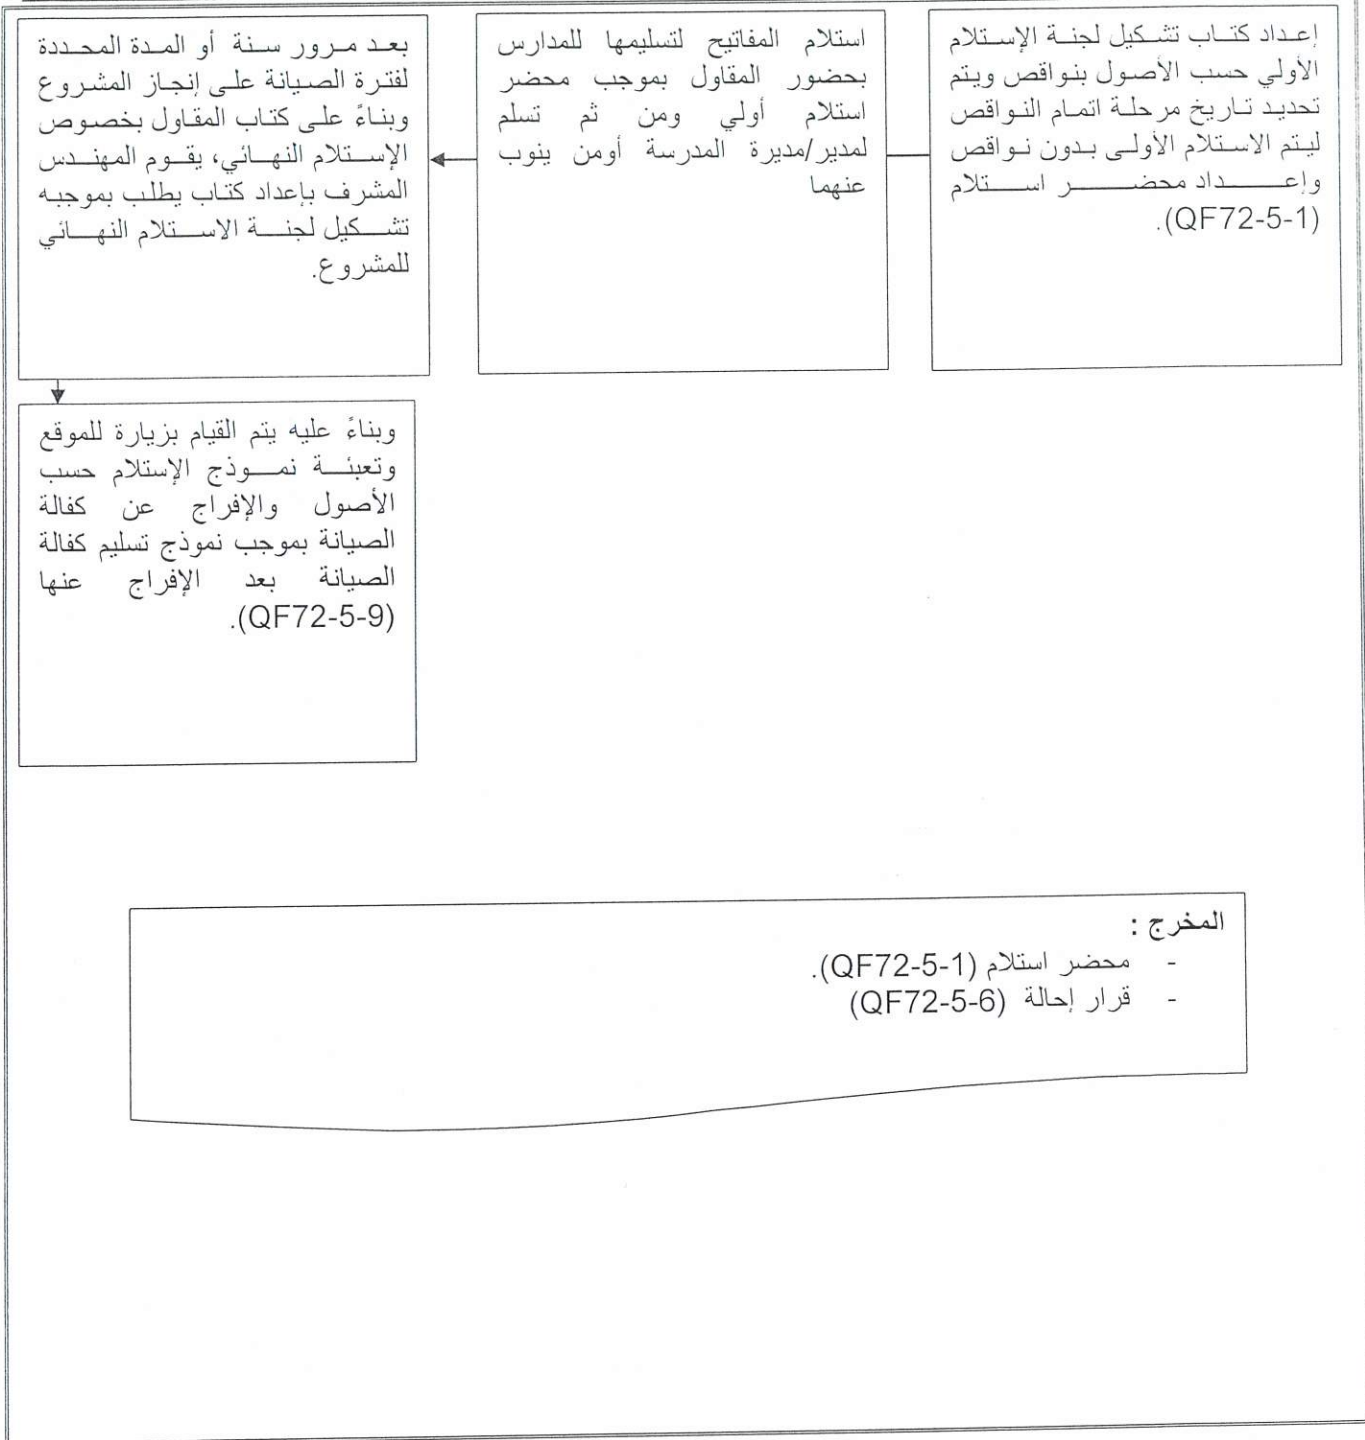 إعداد كتاب تشكيل لجنة الإستلام
الأولي حسب الأصول بنواقص ويتم
تحديد تاريخ مرحلة اتمام النواقص
ليتم الاستلام الأولى بدون نواقص
وإعداد محضر استلام
(QF72-5-1).
استلام المفاتيح لتسليمها للمدارس
بحضور المقاول بموجب محضر
استلام أولي ومن ثم تسلم
لمدير/مديرة المدرسة أومن ينوب
عنهما
بعد مرور سنة أو المدة المحددة
لفترة الصيانة على إنجاز المشروع
وبناءً على كتاب المقاول بخصوص
الإستلام النهائي، يقوم المهندس
المشرف بإعداد كتاب يطلب بموجبه
تشكيل لجنة الاستلام النهائي
للمشروع.
وبناءً عليه يتم القيام بزيارة للموقع
وتعبئة نموذج الإستلام حسب
الأصول والإفراج عن كفالة
الصيانة بموجب نموذج تسليم كفالة
الصيانة بعد الإفراج عنها
(QF72-5-9).
المخرج :
- محضر استلام (QF72-5-1).
- قرار إحالة (QF72-5-6)